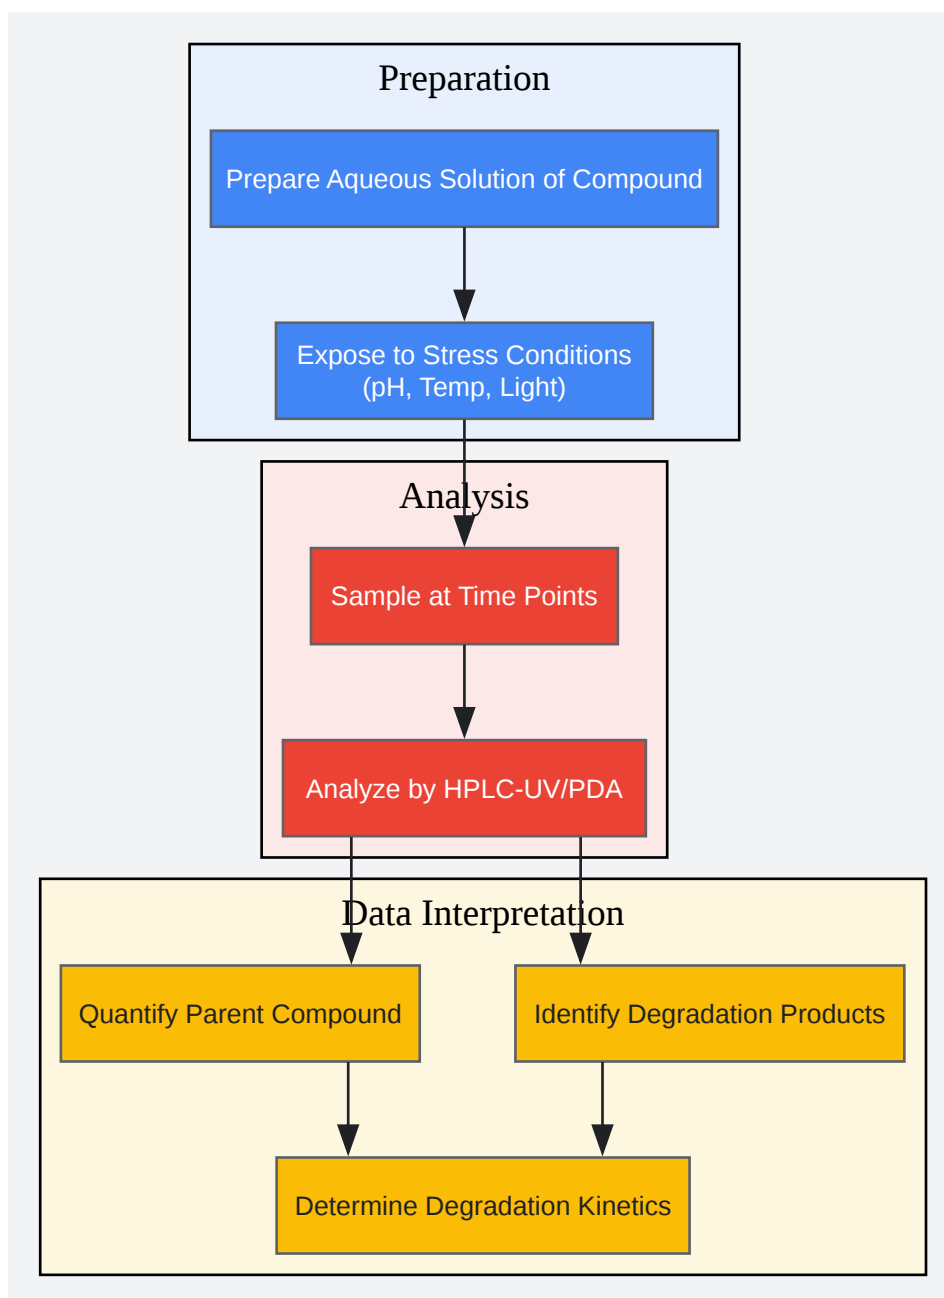 Preparation
Prepare Aqueous Solution of Compound
Expose to Stress Conditions
(pH, Temp, Light)
Analysis
Sample at Time Points
Analyze by HPLC-UV/PDA
Data Interpretation
Quantify Parent Compound
Identify Degradation Products
Determine Degradation Kinetics